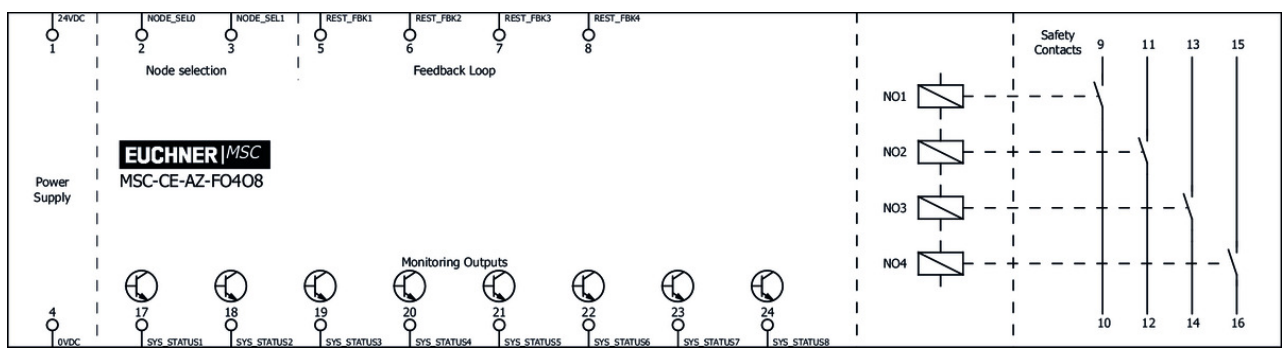 24VDC NODE_SEL0 NODE_SEL1 REST_FBK1 REST_FBK2 REST_FBK3 REST_FBK4
1 2 3 5 6 7 8
Node selection
Feedback Loop
Safety
Contacts
9 11 13 15
NO1
NO2
NO3
NO4
EUCHNER|MSC
MSC-CE-AZ-FO4O8
Power
Supply
Monitoring Outputs
4 17 18 19 20 21 22 23 24
10 12 14 16
0VDC SYS_STATUS1 SYS_STATUS2 SYS_STATUS3 SYS_STATUS4 SYS_STATUS5 SYS_STATUS6 SYS_STATUS7 SYS_STATUS8